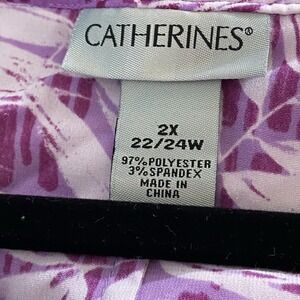 CATHERINES®
2X
22/24W
97% POLYESTER
3% SPANDEX
MADE IN
CHINA